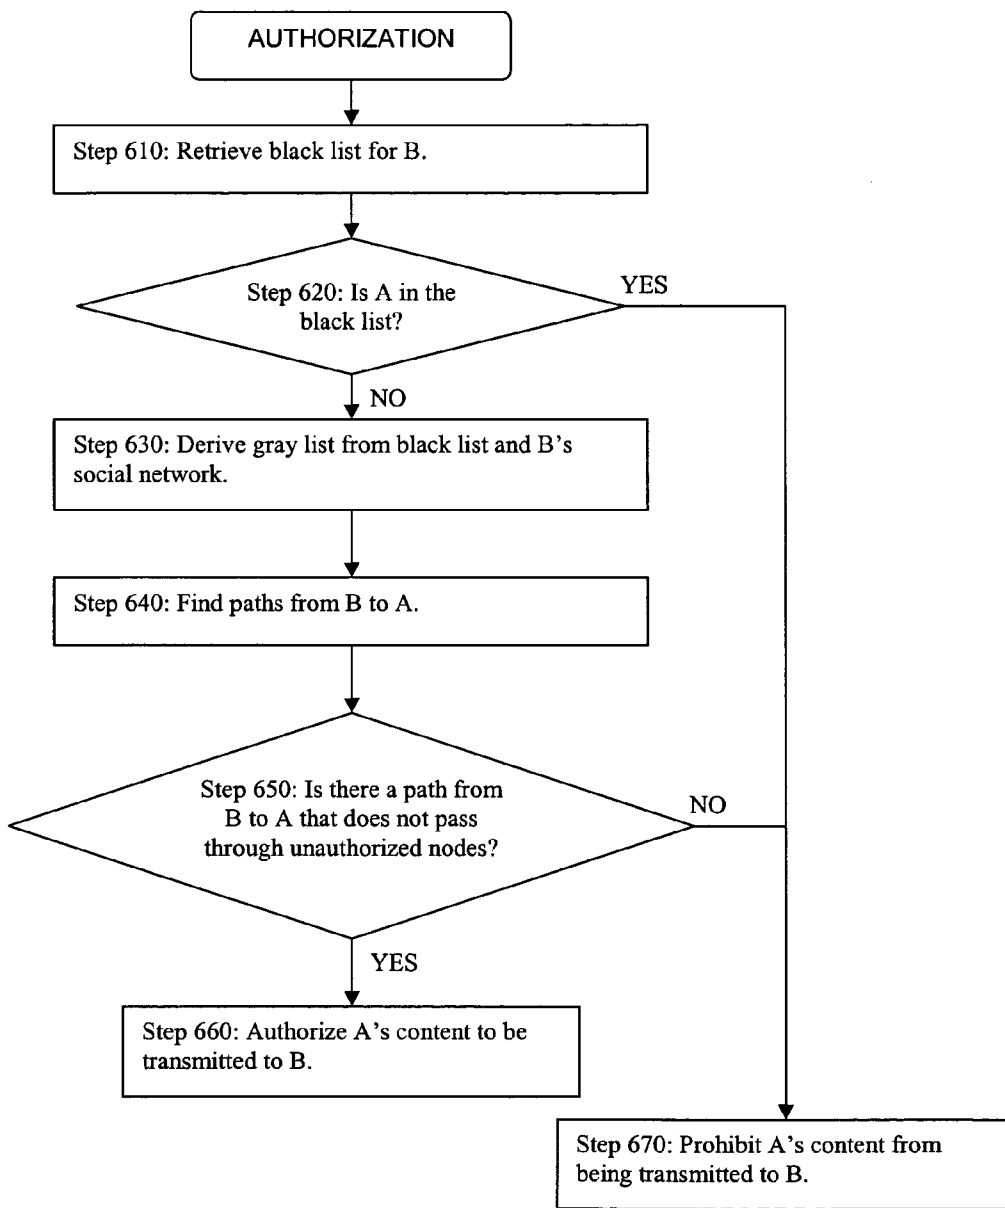 AUTHORIZATION
Step 610: Retrieve black list for B.
Step 620: Is A in the
black list?
YES
NO
Step 630: Derive gray list from black list and B's
social network.
Step 640: Find paths from B to A.
Step 650: Is there a path from
B to A that does not pass
through unauthorized nodes?
NO
YES
Step 660: Authorize A's content to be
transmitted to B.
Step 670: Prohibit A's content from
being transmitted to B.